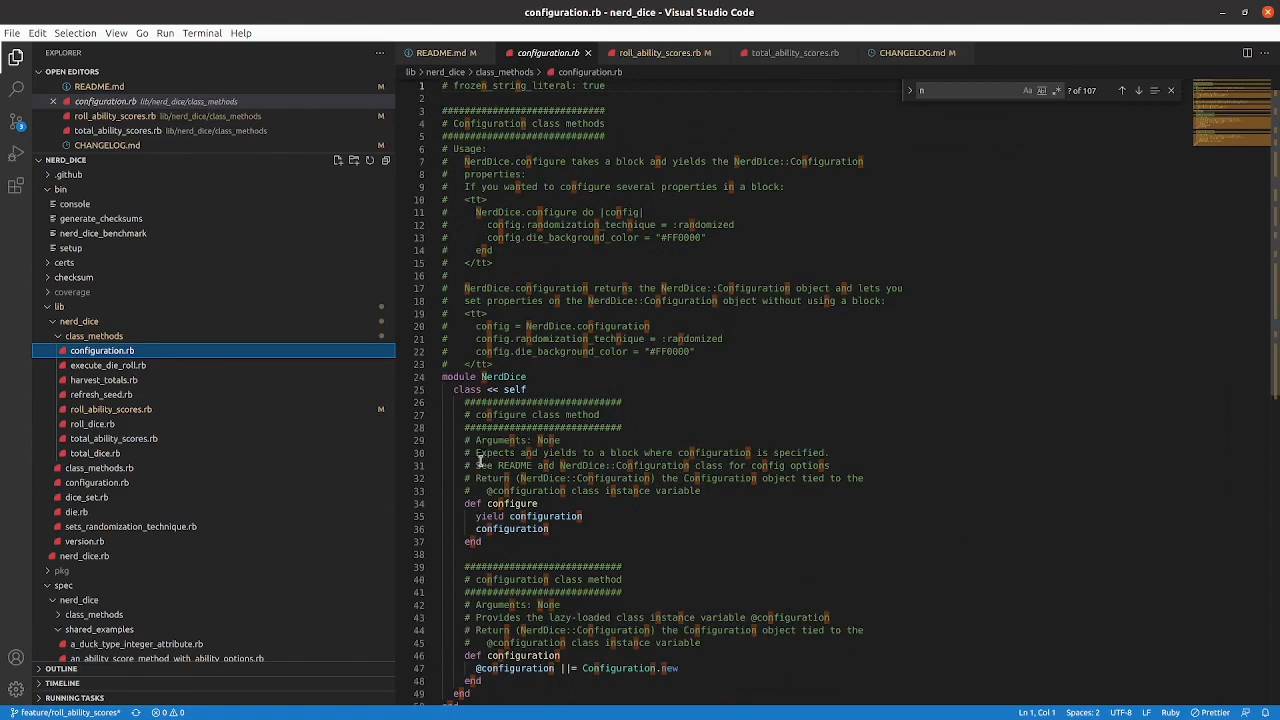 configuration.rb - nerd_dice - Visual Studio Code
File Edit Selection View Go Run Terminal Help
EXPLORER
OPEN EDITORS
README.md M
configuration.rb lib/nerd_dice/class_methods
roll_ability_scores.rb lib/nerd_dice/class_methods M
total_ability_scores.rb lib/nerd_dice/class_methods
CHANGELOG.md M
NERD_DICE
.github
bin
console
generate_checksums
nerd_dice_benchmark
setup
certs
checksum
coverage
lib
nerd_dice
class_methods
configuration.rb
execute_die_roll.rb
harvest_totals.rb
refresh_seed.rb
roll_ability_scores.rb M
roll_dice.rb
total_ability_scores.rb
total_dice.rb
class_methods.rb
configuration.rb
dice_set.rb
die.rb
sets_randomization_technique.rb
version.rb
nerd_dice.rb
pkg
spec
nerd_dice
class_methods
shared_examples
a_duck_type_integer_attribute.rb
an_ability_score_method_with_ability_options.rb
OUTLINE
TIMELINE
RUNNING TASKS
README.md M configuration.rb roll_ability_scores.rb M total_ability_scores.rb CHANGELOG.md M
lib > nerd_dice > class_methods > configuration.rb
n Aa ab .* ? of 107
1 # frozen_string_literal: true
2
3 ##########################
4 # Configuration class methods
5 ##########################
6 # Usage:
7 #   NerdDice.configure takes a block and yields the NerdDice::Configuration
8 #   properties:
9 #   If you wanted to configure several properties in a block:
10 #   <tt>
11 #     NerdDice.configure do |config|
12 #       config.randomization_technique = :randomized
13 #       config.die_background_color = "#FF0000"
14 #     end
15 #   </tt>
16 #
17 #   NerdDice.configuration returns the NerdDice::Configuration object and lets you
18 #   set properties on the NerdDice::Configuration object without using a block:
19 #   <tt>
20 #     config = NerdDice.configuration
21 #     config.randomization_technique = :randomized
22 #     config.die_background_color = "#FF0000"
23 #   </tt>
24 module NerdDice
25   class << self
26     ###########################
27     # configure class method
28     ###########################
29     # Arguments: None
30     # Expects and yields to a block where configuration is specified.
31     # See README and NerdDice::Configuration class for config options
32     # Return (NerdDice::Configuration) the Configuration object tied to the
33     #   @configuration class instance variable
34     def configure
35       yield configuration
36       configuration
37     end
38
39     ###########################
40     # configuration class method
41     ###########################
42     # Arguments: None
43     # Provides the lazy-loaded class instance variable @configuration
44     # Return (NerdDice::Configuration) the Configuration object tied to the
45     #   @configuration class instance variable
46     def configuration
47       @configuration ||= Configuration.new
48     end
49   end
3
feature/roll_ability_scores* 0 0 Ln 1, Col 1 Spaces: 2 UTF-8 LF Ruby Prettier